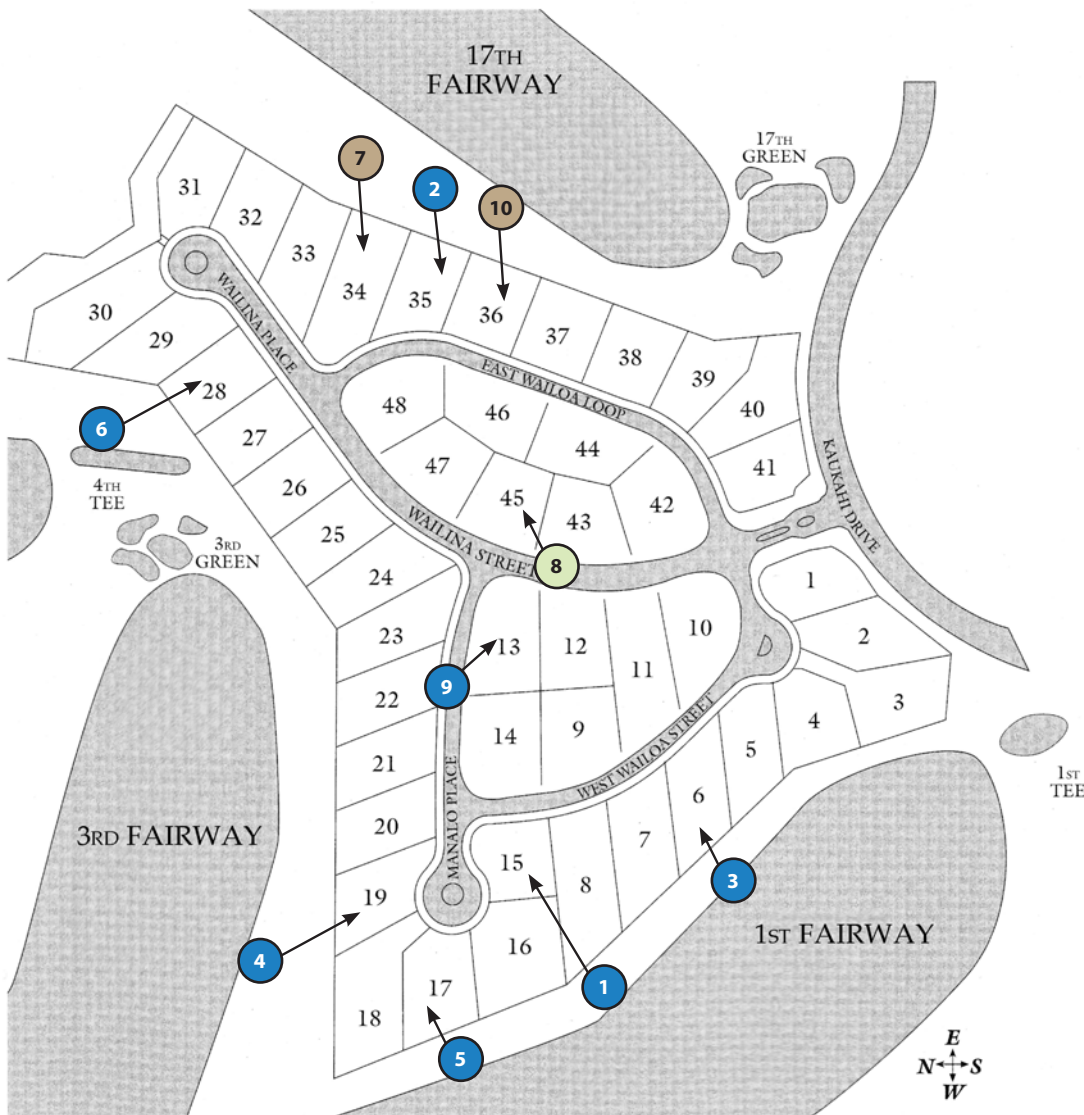 17TH
FAIRWAY
17TH
GREEN
7
2
10
31
32
33
34
35
36
37
38
39
40
41
30
29
28
27
26
25
24
23
22
21
20
19
18
17
16
15
WAILINA PLACE
EAST WAILOA LOOP
KAUKAHI DRIVE
48
46
44
47
45
43
42
6
4TH
TEE
3RD
GREEN
WAILINA STREET
8
1
2
3
4
5
6
7
8
13
12
11
10
14
9
9
WEST WAILOA STREET
MANALO PLACE
1ST
TEE
3RD FAIRWAY
1ST FAIRWAY
3
4
1
5
E
N S
W